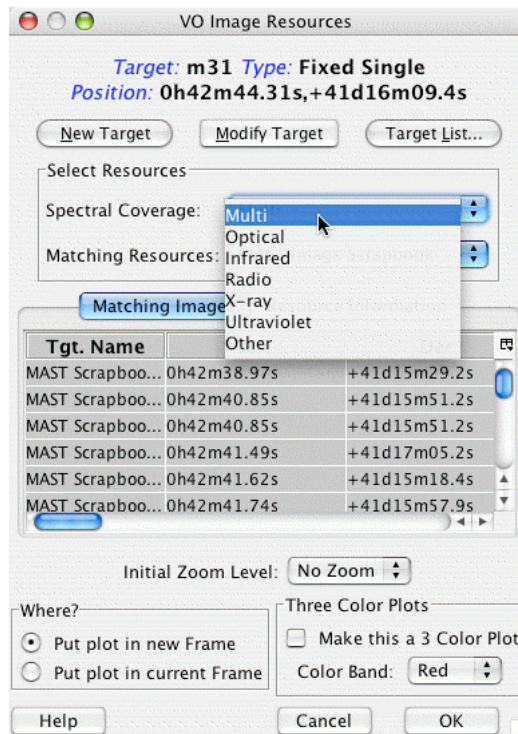 VO Image Resources
Target: m31 Type: Fixed Single
Position: 0h42m44.31s,+41d16m09.4s
New Target Modify Target Target List...
Select Resources
Spectral Coverage:
Multi
Optical
Matching Resources: Infrared
Radio
Matching Image X-ray
Ultraviolet
Other
Tgt. Name
MAST Scrapboo... 0h42m38.97s +41d15m29.2s
MAST Scrapboo... 0h42m40.85s +41d15m51.2s
MAST Scrapboo... 0h42m40.85s +41d15m51.2s
MAST Scrapboo... 0h42m41.49s +41d17m05.2s
MAST Scrapboo... 0h42m41.62s +41d15m18.4s
MAST Scrapboo... 0h42m41.74s +41d15m57.9s
Initial Zoom Level: No Zoom
Where?
Put plot in new Frame
Put plot in current Frame
Three Color Plots
Make this a 3 Color Plot
Color Band: Red
Help Cancel OK